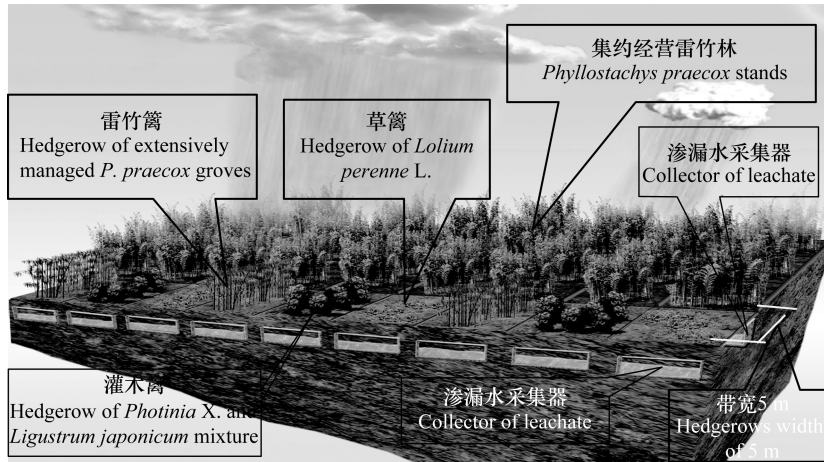 集约经营雷竹林
Phyllostachys praecox stands
雷竹篱
Hedgerow of extensively
managed P. praecox groves
草篱
Hedgerow of Lolium
perenne L.
渗漏水采集器
Collector of leachate
灌木篱
Hedgerow of Photinia X. and
Ligustrum japonicum mixture
渗漏水采集器
Collector of leachate
带宽5 m
Hedgerows width
of 5 m